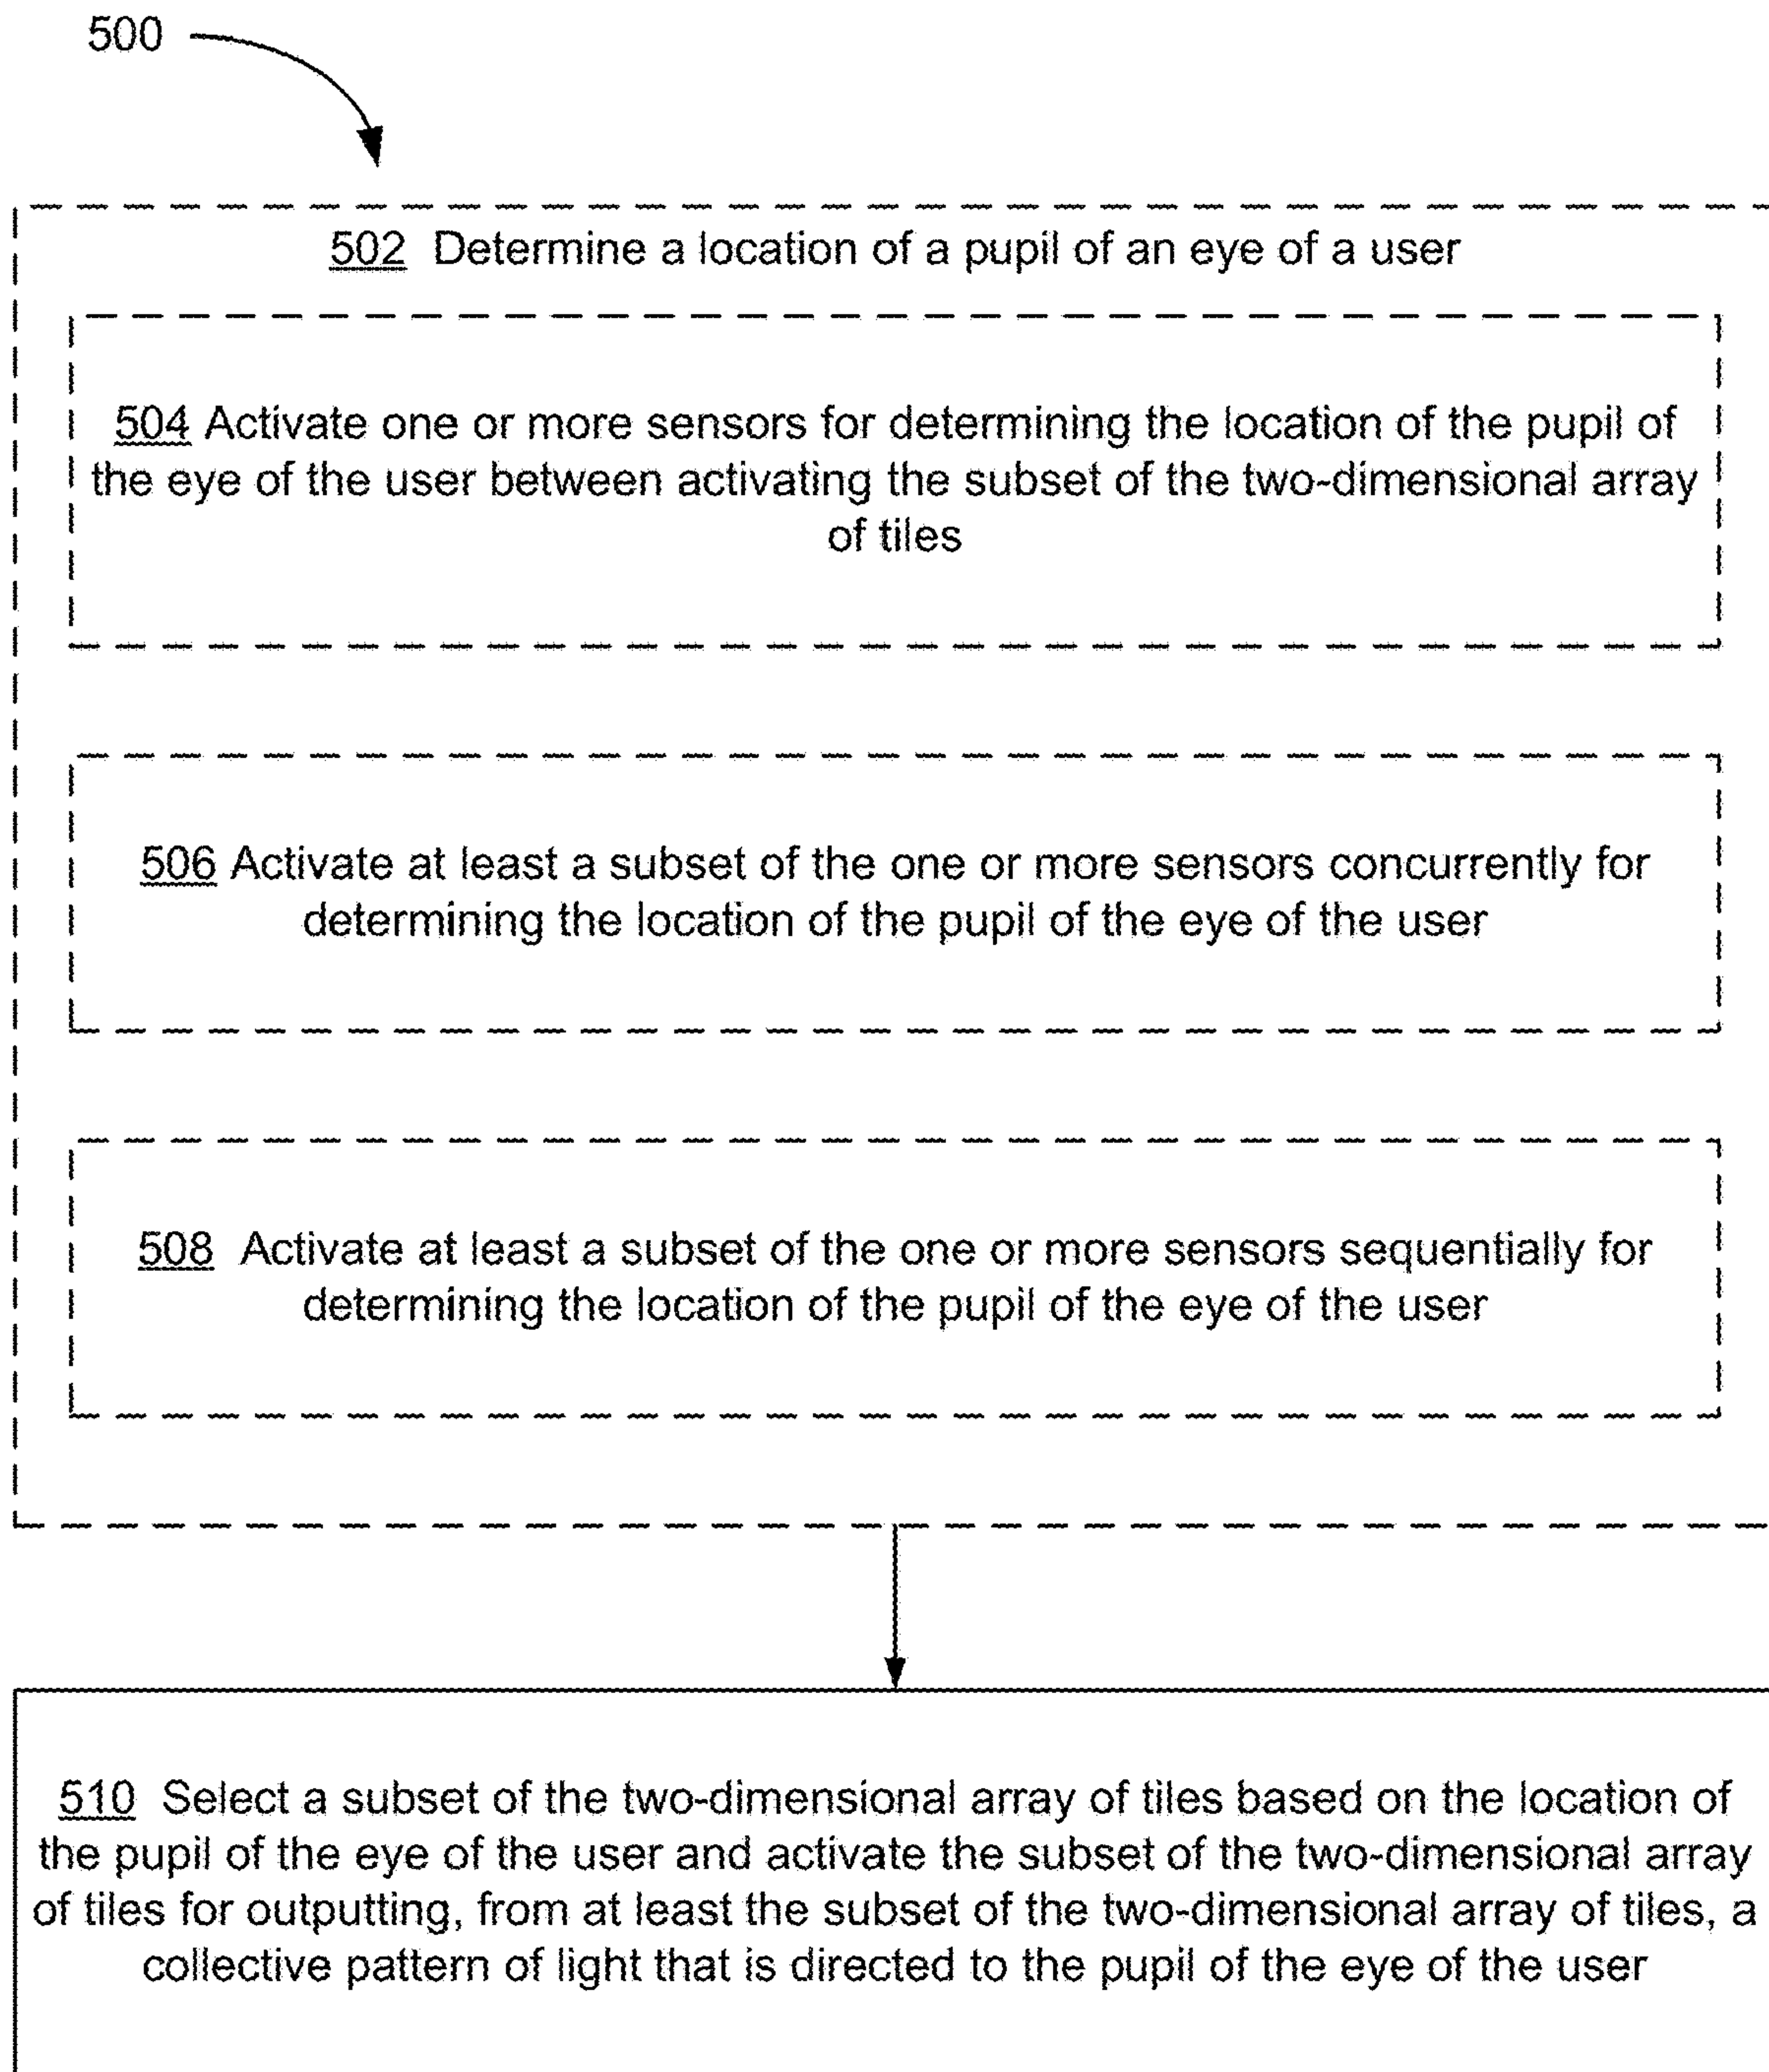 500
502 Determine a location of a pupil of an eye of a user
504 Activate one or more sensors for determining the location of the pupil of
the eye of the user between activating the subset of the two-dimensional array
of tiles
506 Activate at least a subset of the one or more sensors concurrently for
determining the location of the pupil of the eye of the user
508 Activate at least a subset of the one or more sensors sequentially for
determining the location of the pupil of the eye of the user
510 Select a subset of the two-dimensional array of tiles based on the location of
the pupil of the eye of the user and activate the subset of the two-dimensional array
of tiles for outputting, from at least the subset of the two-dimensional array of tiles, a
collective pattern of light that is directed to the pupil of the eye of the user